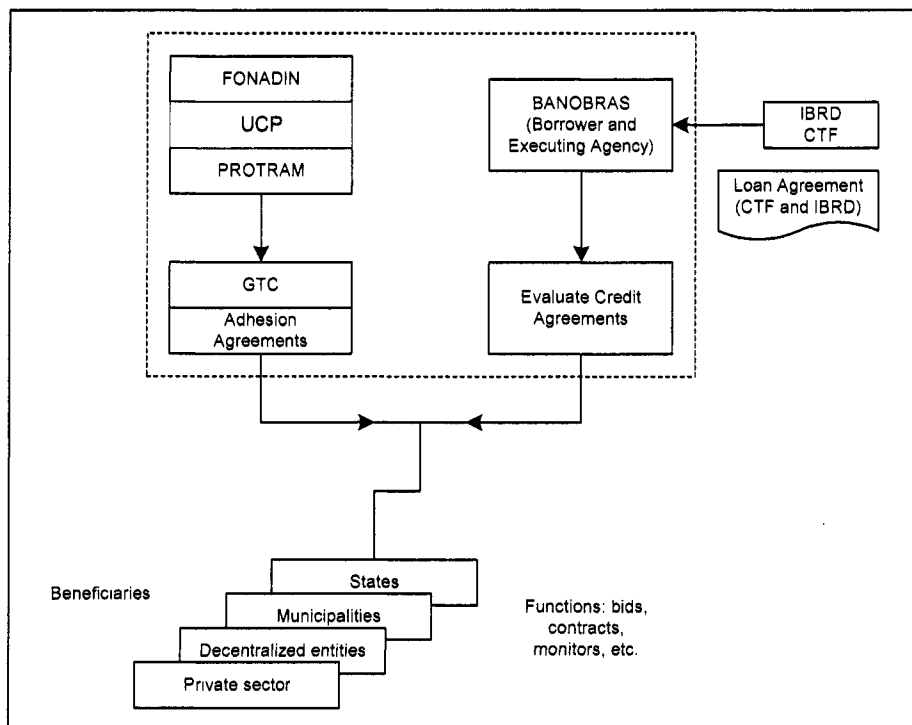 FONADIN
UCP
PROTRAM
BANOBRAS
(Borrower and
Executing Agency)
IBRD
CTF
Loan Agreement
(CTF and IBRD)
GTC
Adhesion
Agreements
Evaluate Credit
Agreements
Beneficiaries
States
Municipalities
Decentralized entities
Private sector
Functions: bids,
contracts,
monitors, etc.